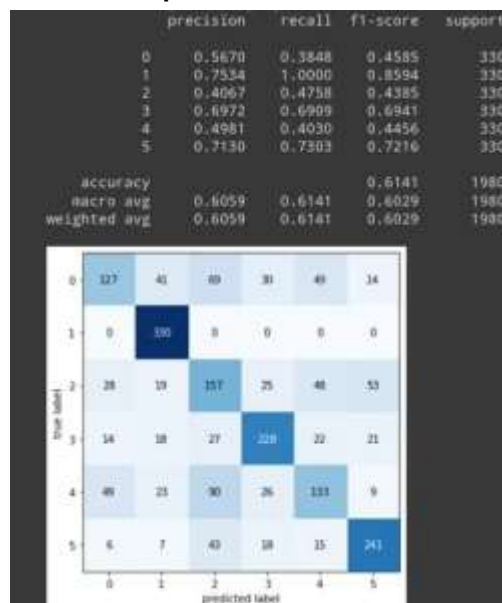 precision recall f1-score support
0 0.5670 0.3848 0.4585 330
1 0.7534 1.0000 0.8594 330
2 0.4067 0.4758 0.4385 330
3 0.6972 0.6909 0.6941 330
4 0.4981 0.4030 0.4456 330
5 0.7130 0.7303 0.7216 330
accuracy 0.6141 1980
macro avg 0.6059 0.6141 0.6029 1980
weighted avg 0.6059 0.6141 0.6029 1980
0 127 41 69 30 49 14
1 0 330 0 0 0 0
2 28 19 157 25 48 53
3 14 18 27 228 22 21
4 49 23 90 26 133 9
5 6 7 43 18 15 241
true label
0 1 2 3 4 5
predicted label